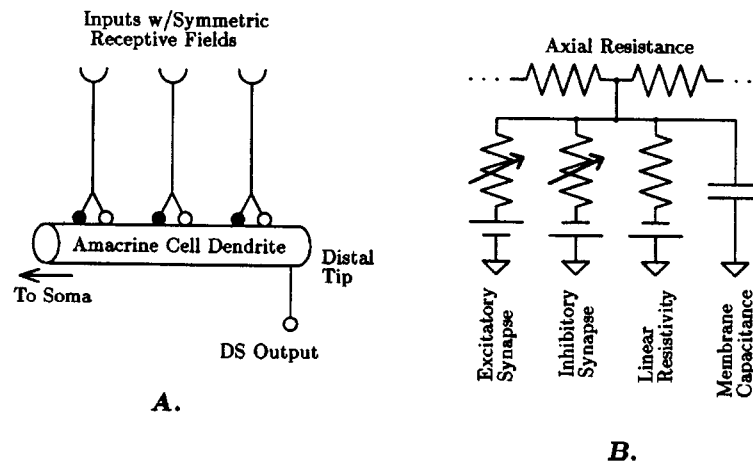 Inputs w/Symmetric
Receptive Fields
Amacrine Cell Dendrite
Distal
Tip
To Soma
DS Output
A.
Axial Resistance
Excitatory
Synapse
Inhibitory
Synapse
Linear
Resistivity
Membrane
Capacitance
B.